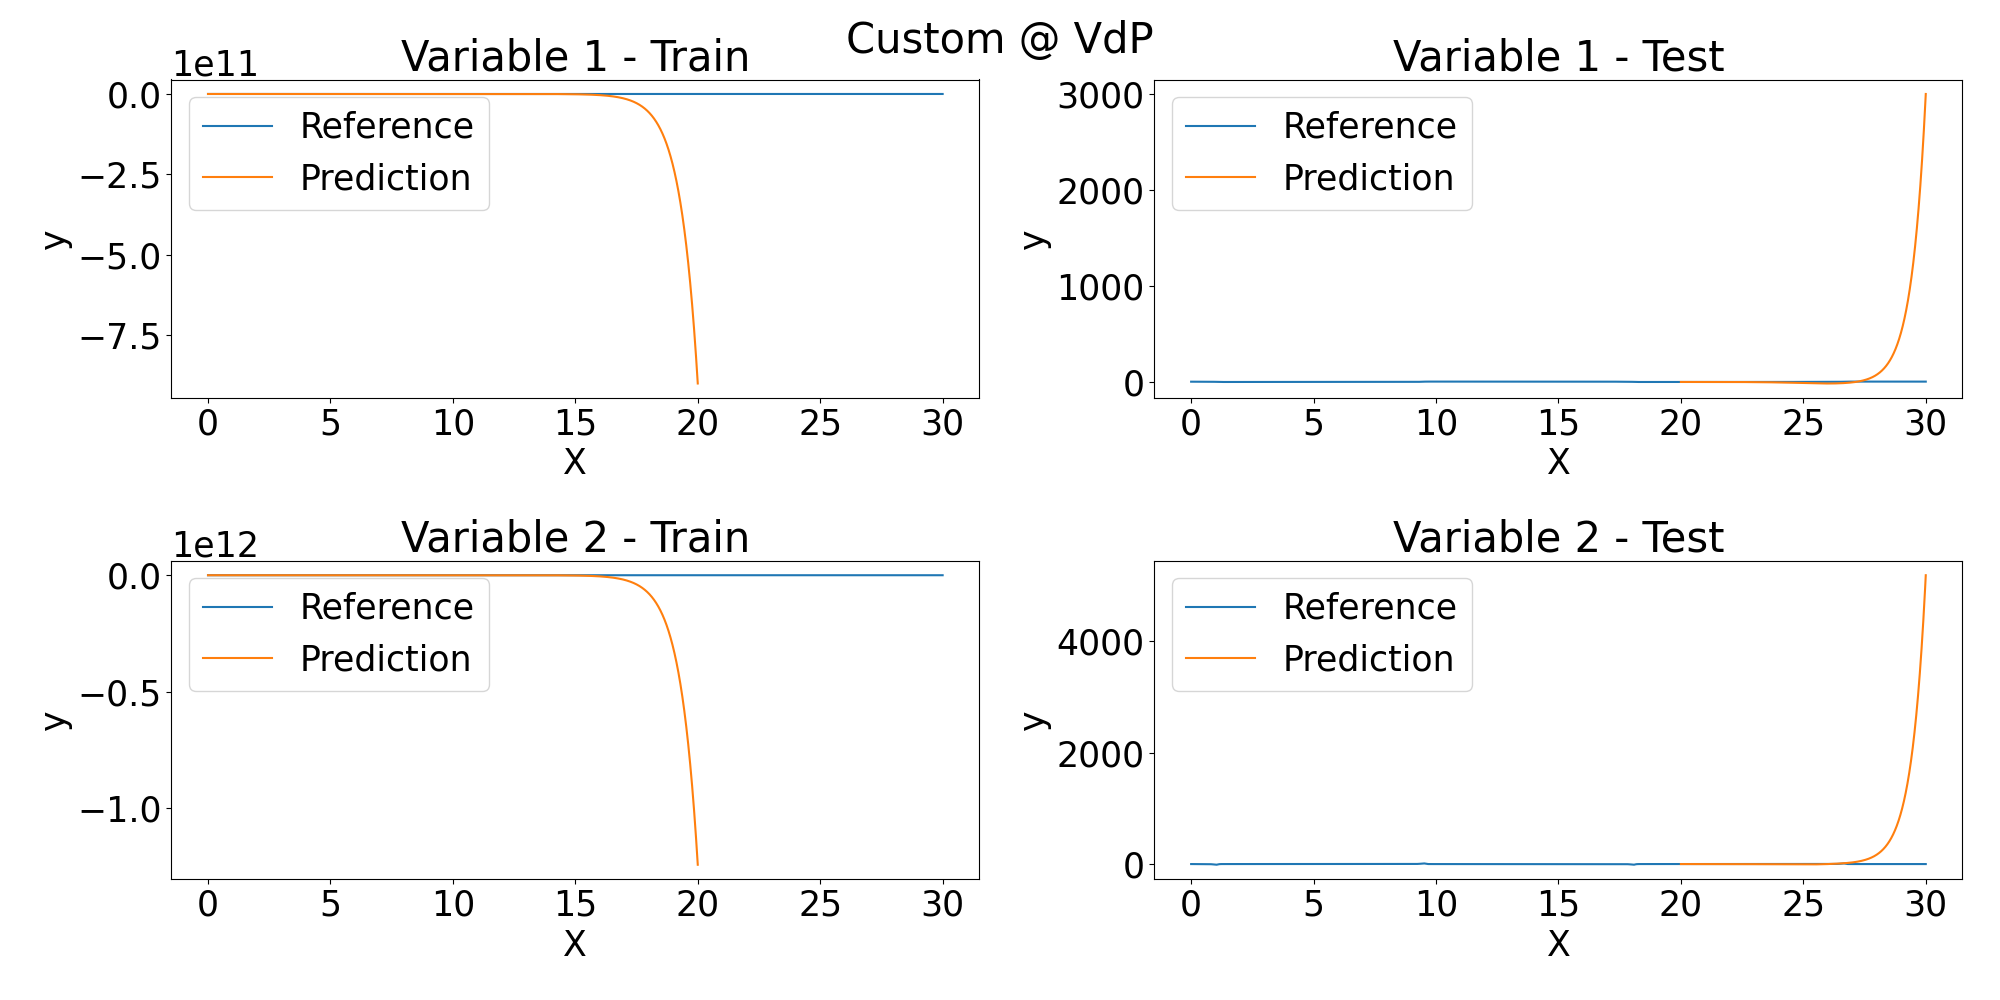 Custom @ VdP
Variable 1 - Train
1e11
0.0
−2.5
−5.0
−7.5
y
Reference
Prediction
0 5 10 15 20 25 30
X
Variable 1 - Test
3000
2000
1000
0
y
Reference
Prediction
0 5 10 15 20 25 30
X
Variable 2 - Train
1e12
0.0
−0.5
−1.0
y
Reference
Prediction
0 5 10 15 20 25 30
X
Variable 2 - Test
4000
2000
0
y
Reference
Prediction
0 5 10 15 20 25 30
X